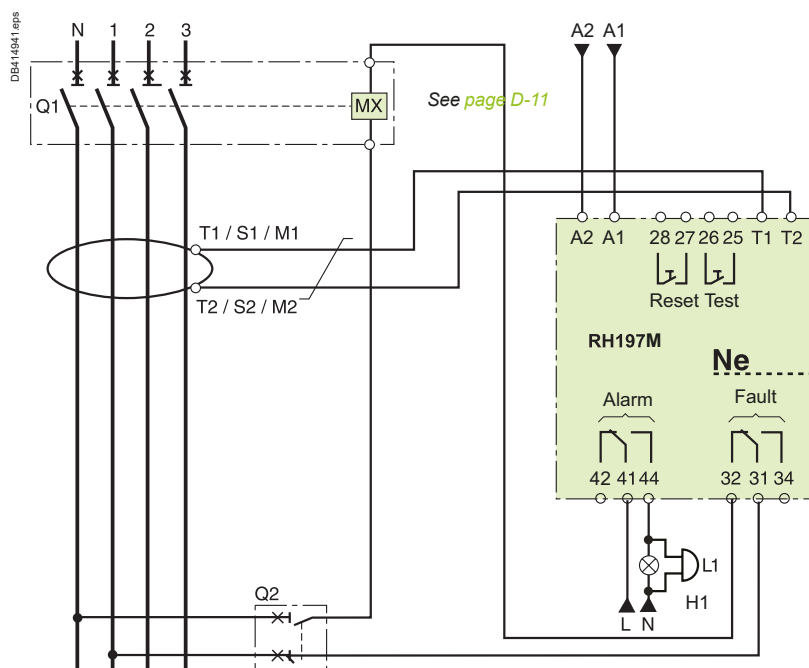 DB414941.eps
N 1 2 3
A2 A1
Q1
MX
See page D-11
T1 / S1 / M1
T2 / S2 / M2
A2 A1 28 27 26 25 T1 T2
Reset Test
RH197M
Ne
Alarm
Fault
42 41 44
32 31 34
L1
H1
L N
Q2